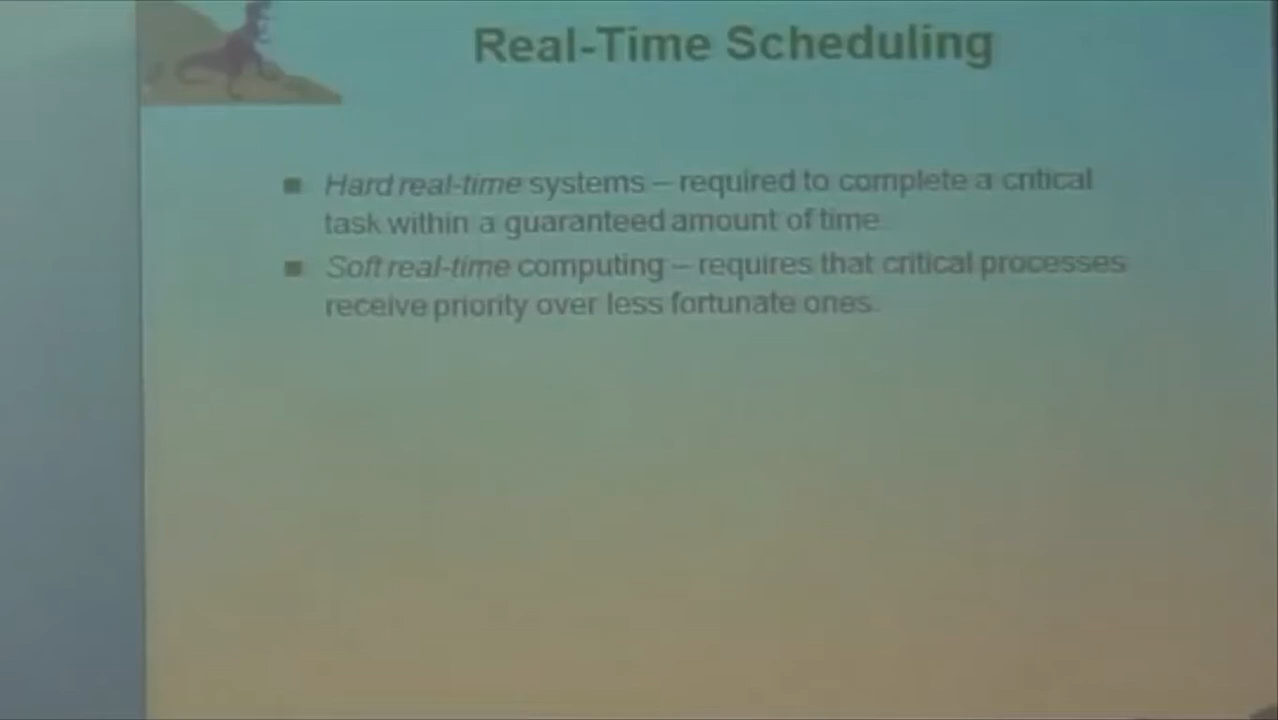 Real-Time Scheduling
Hard real-time systems – required to complete a critical
task within a guaranteed amount of time.
Soft real-time computing – requires that critical processes
receive priority over less fortunate ones.